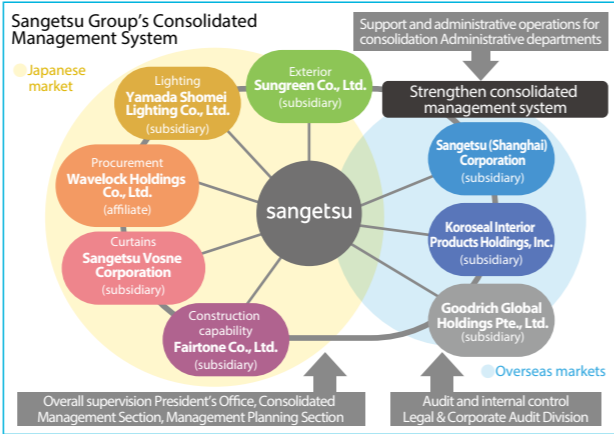 Sangetsu Group's Consolidated
Management System
Support and administrative operations for
consolidation Administrative departments
Japanese
market
Exterior
Sungreen Co., Ltd.
(subsidiary)
Strengthen consolidated
management system
Lighting
Yamada Shomei
Lighting Co., Ltd.
(subsidiary)
Sangetsu (Shanghai)
Corporation
(subsidiary)
Procurement
Wavelock Holdings
Co., Ltd.
(affiliate)
sangetsu
Koroseal Interior
Products Holdings, Inc.
(subsidiary)
Curtains
Sangetsu Vosne
Corporation
(subsidiary)
Goodrich Global
Holdings Pte., Ltd.
(subsidiary)
Construction
capability
Fairtone Co., Ltd.
(subsidiary)
Overseas markets
Overall supervision President's Office, Consolidated
Management Section, Management Planning Section
Audit and internal control
Legal & Corporate Audit Division